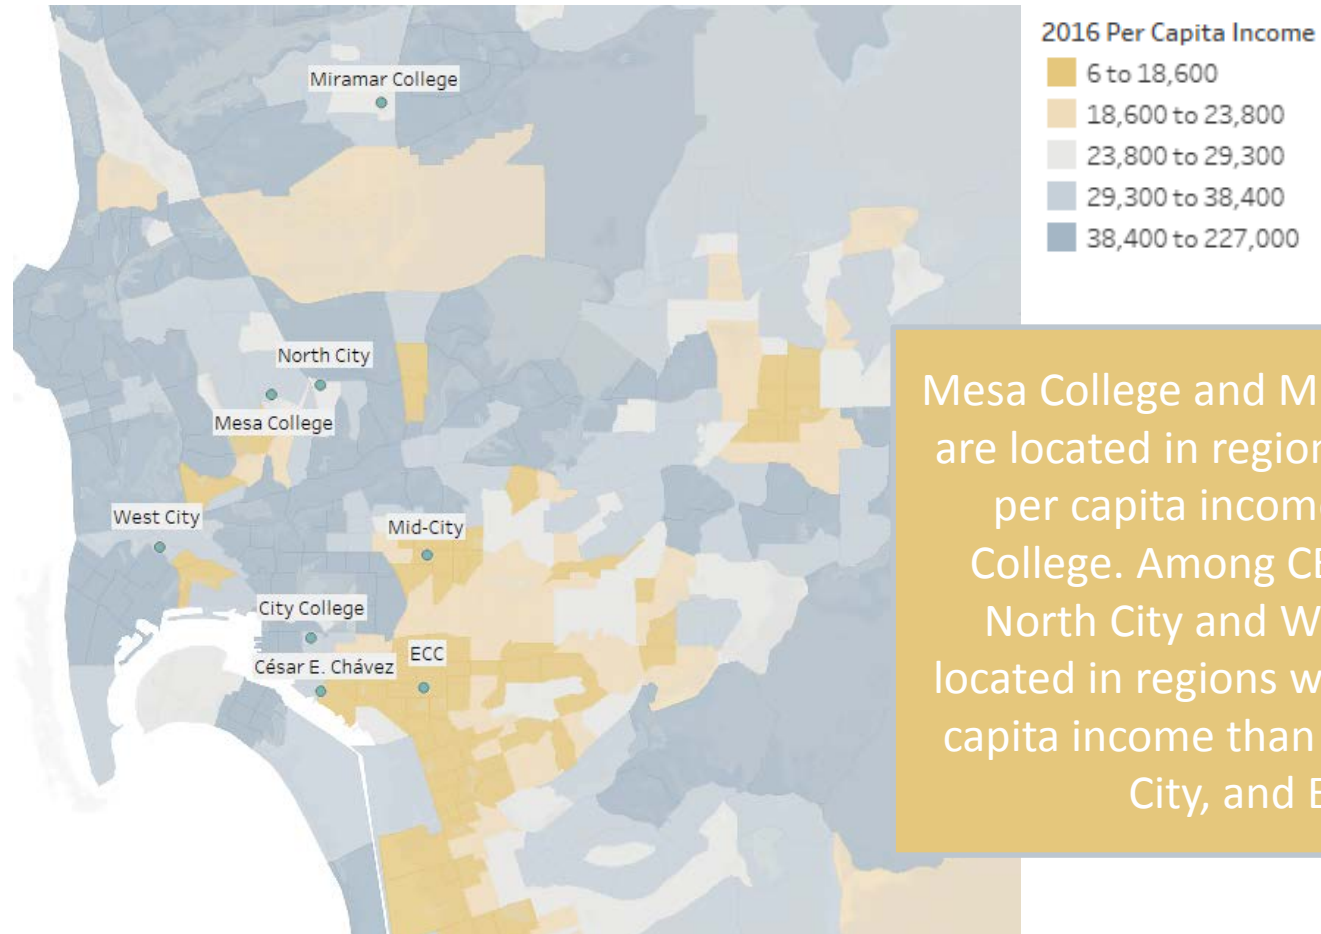 2016 Per Capita Income
6 to 18,600
18,600 to 23,800
23,800 to 29,300
29,300 to 38,400
38,400 to 227,000
Miramar College
North City
Mesa College
West City
Mid-City
City College
César E. Chávez
ECC
Mesa College and M
are located in region
per capita incom
College. Among C
North City and W
located in regions w
capita income than
City, and